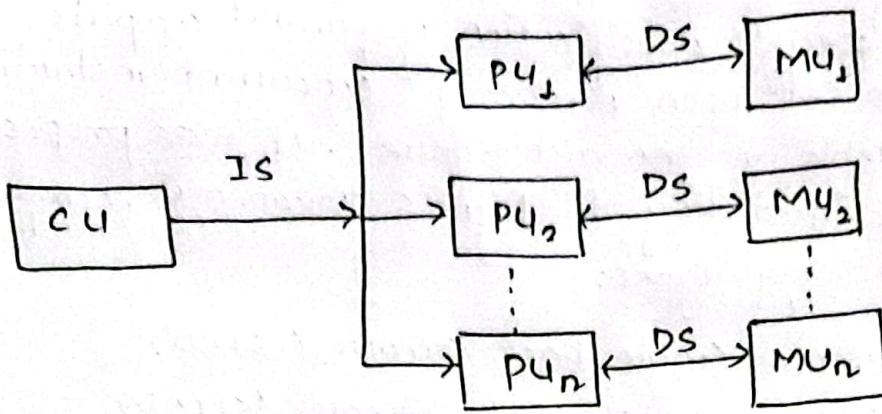 DS
PU₁ MU₁
IS
DS
CU PU₂ MU₂
DS
PUₙ MUₙ